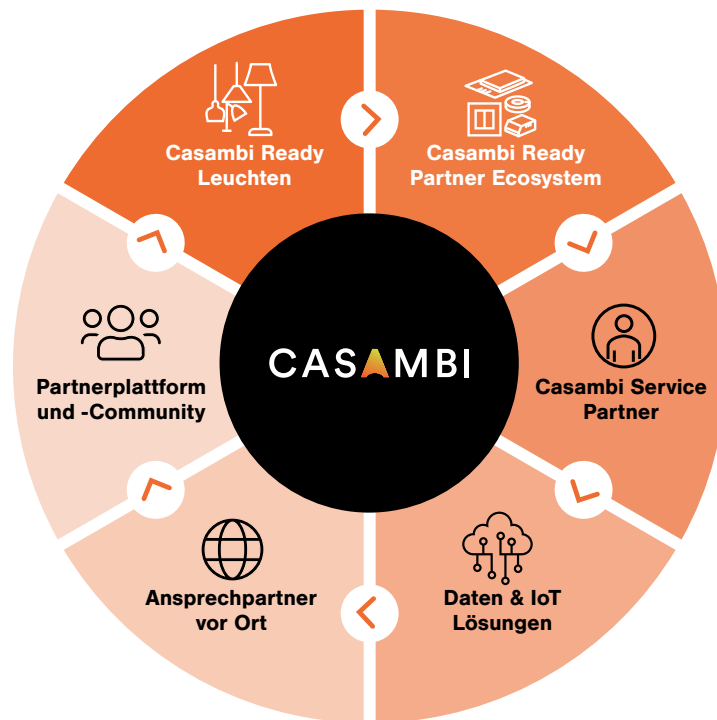 Casambi Ready
Leuchten
Casambi Ready
Partner Ecosystem
Casambi Service
Partner
Daten & IoT
Lösungen
Ansprechpartner
vor Ort
Partnerplattform
und -Community
CASAMBI